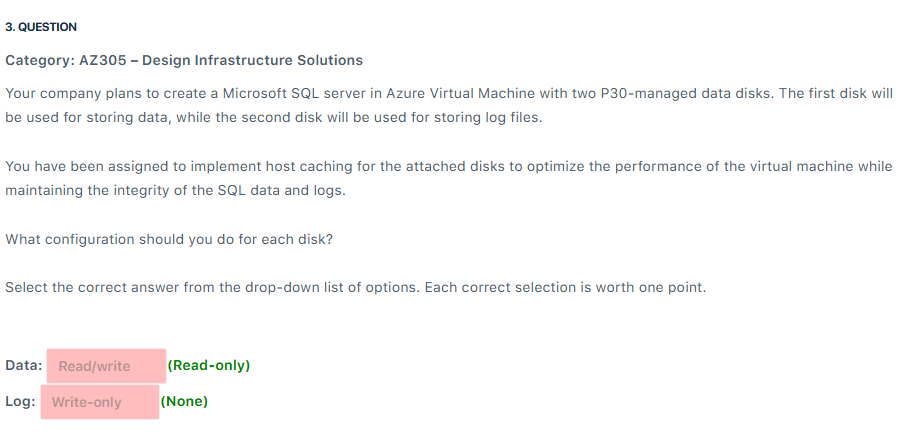 3. QUESTION
Category: AZ305 – Design Infrastructure Solutions
Your company plans to create a Microsoft SQL server in Azure Virtual Machine with two P30-managed data disks. The first disk will
be used for storing data, while the second disk will be used for storing log files.
You have been assigned to implement host caching for the attached disks to optimize the performance of the virtual machine while
maintaining the integrity of the SQL data and logs.
What configuration should you do for each disk?
Select the correct answer from the drop-down list of options. Each correct selection is worth one point.
Data: Read/write (Read-only)
Log: Write-only (None)